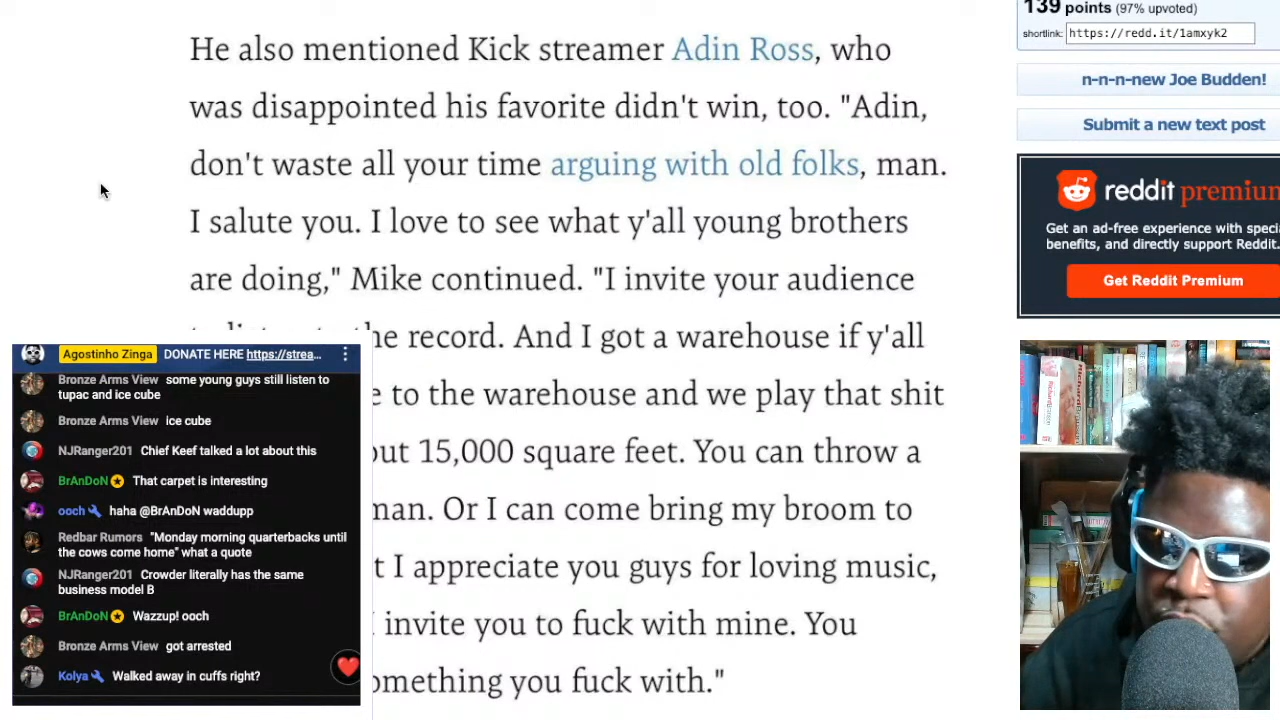 He also mentioned Kick streamer Adin Ross, who
was disappointed his favorite didn't win, too. "Adin,
don't waste all your time arguing with old folks, man.
I salute you. I love to see what y'all young brothers
are doing," Mike continued. "I invite your audience
the record. And I got a warehouse if y'all
e to the warehouse and we play that shit
out 15,000 square feet. You can throw a
man. Or I can come bring my broom to
t I appreciate you guys for loving music,
invite you to fuck with mine. You
omething you fuck with."
139 points (97% upvoted)
shortlink: https://redd.it/1amxyk2
n-n-n-new Joe Budden!
Submit a new text post
reddit premium
Get an ad-free experience with speci
benefits, and directly support Reddit.
Get Reddit Premium
Agostinho Zinga DONATE HERE https://strea...
Bronze Arms View some young guys still listen to
tupac and ice cube
Bronze Arms View ice cube
NJRanger201 Chief Keef talked a lot about this
BrAnDoN That carpet is interesting
ooch haha @BrAnDoN waddupp
Redbar Rumors "Monday morning quarterbacks until
the cows come home" what a quote
NJRanger201 Crowder literally has the same
business model B
BrAnDoN Wazzup! ooch
Bronze Arms View got arrested
Kolya Walked away in cuffs right?